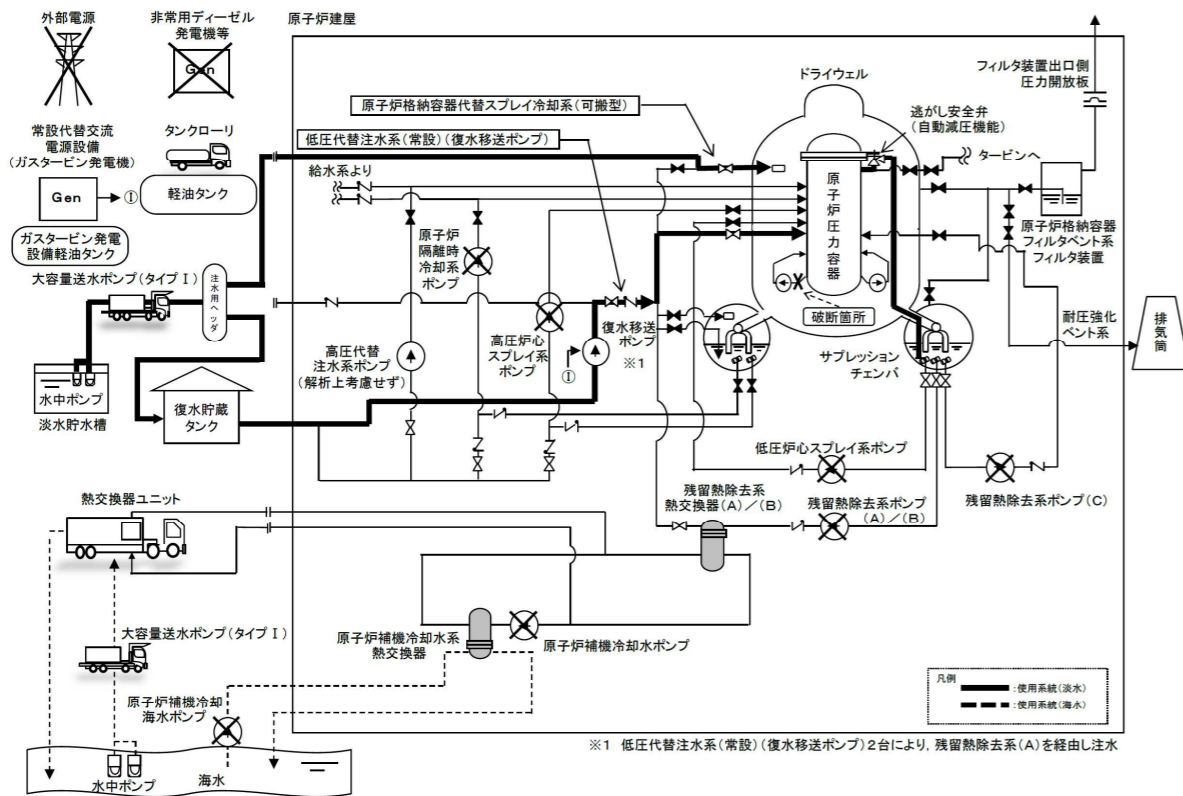 外部電源
非常用ディーゼル
発電機等
原子炉建屋
Gen
常設代替交流
電源設備
(ガスタービン発電機)
タンクローリ
Gen
①
軽油タンク
ガスタービン発電
設備軽油タンク
大容量送水ポンプ(タイプⅠ)
注水用ヘッダ
水中ポンプ
淡水貯水槽
復水貯蔵
タンク
原子炉格納容器代替スプレイ冷却系(可搬型)
低圧代替注水系(常設)(復水移送ポンプ)
給水系より
原子炉
隔離時
冷却系
ポンプ
高圧代替
注水系ポンプ
(解析上考慮せず)
高圧炉心
スプレイ系
ポンプ
①
復水移送
ポンプ
※1
ドライウェル
原子炉圧力容器
逃がし安全弁
(自動減圧機能)
タービンへ
フィルタ装置出口側
圧力開放板
原子炉格納容器
フィルタベント系
フィルタ装置
破断箇所
サプレッション
チェンバ
耐圧強化
ベント系
排気筒
低圧炉心スプレイ系ポンプ
残留熱除去系
熱交換器(A)/(B)
残留熱除去系ポンプ
(A)/(B)
残留熱除去系ポンプ(C)
熱交換器ユニット
大容量送水ポンプ(タイプⅠ)
原子炉補機冷却水系
熱交換器
原子炉補機冷却水ポンプ
原子炉補機冷却
海水ポンプ
水中ポンプ
海水
凡例
:使用系統(淡水)
:使用系統(海水)
※1 低圧代替注水系(常設)(復水移送ポンプ)2台により,残留熱除去系(A)を経由し注水